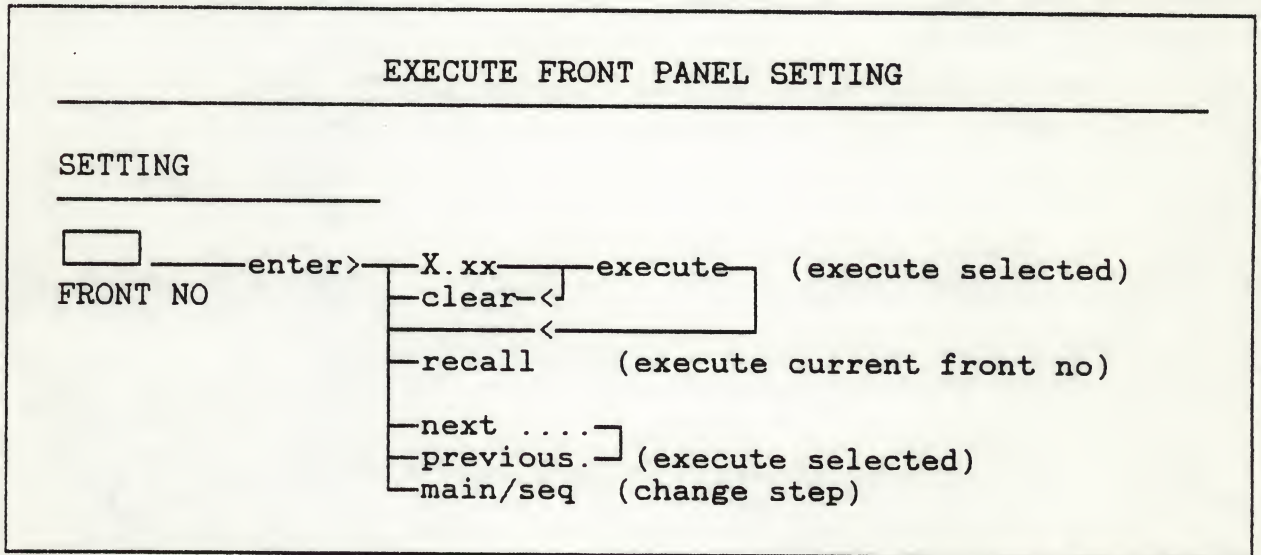 EXECUTE FRONT PANEL SETTING
SETTING
enter> X.xx execute (execute selected)
FRONT NO clear <
<
recall (execute current front no)
next ....
previous. (execute selected)
main/seq (change step)